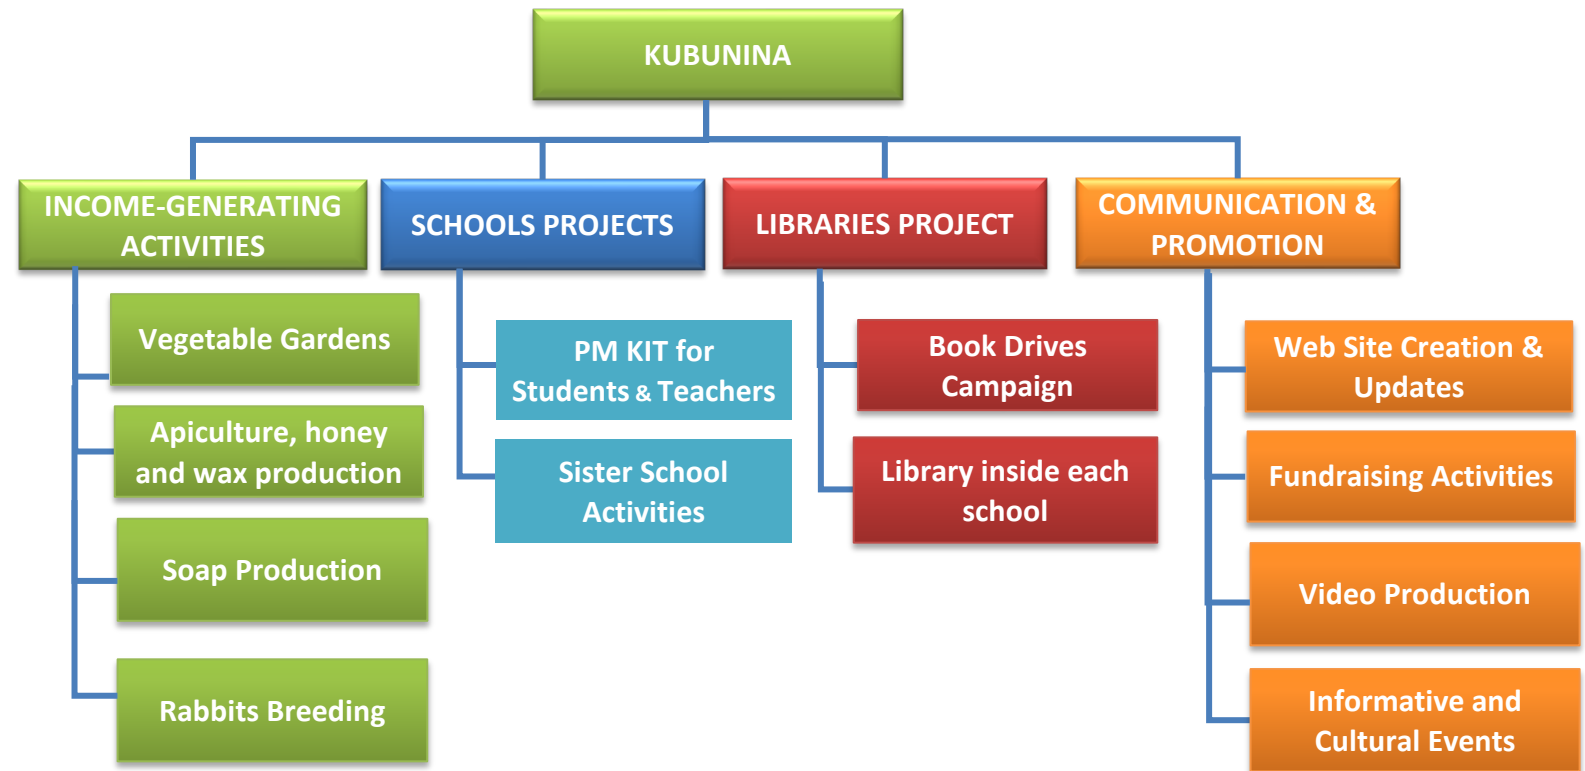 KUBUNINA
INCOME-GENERATING
ACTIVITIES
SCHOOLS PROJECTS
LIBRARIES PROJECT
COMMUNICATION &
PROMOTION
Vegetable Gardens
Apiculture, honey
and wax production
Soap Production
Rabbits Breeding
PM KIT for
Students & Teachers
Sister School
Activities
Book Drives
Campaign
Library inside each
school
Web Site Creation &
Updates
Fundraising Activities
Video Production
Informative and
Cultural Events